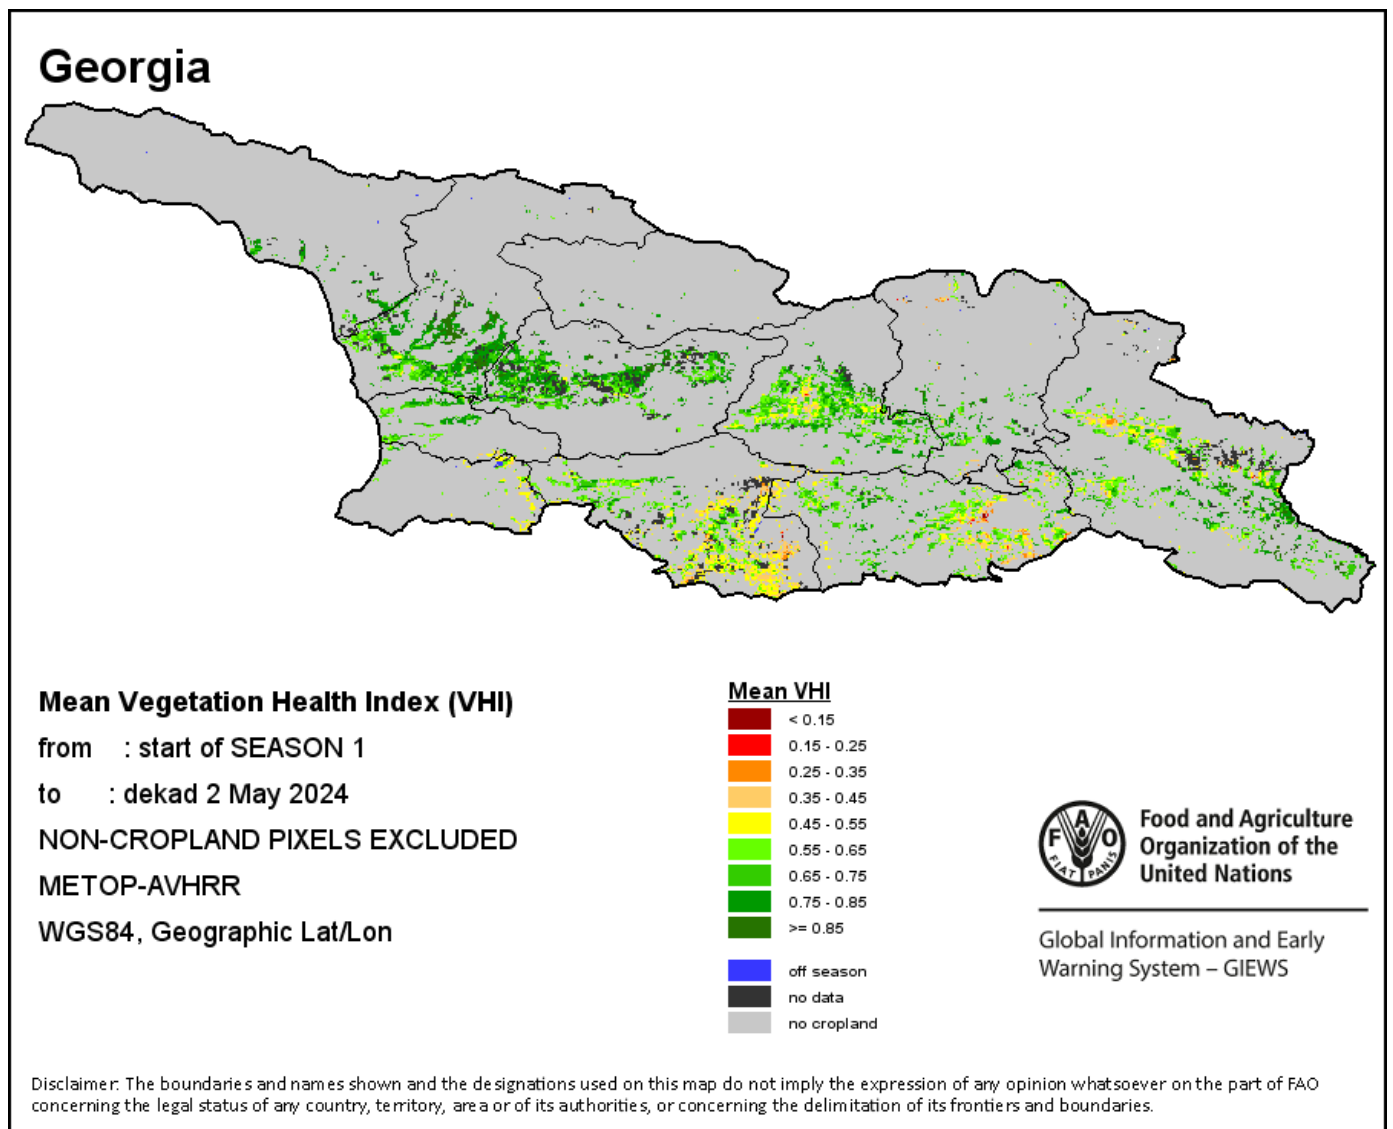 Georgia
Mean Vegetation Health Index (VHI)
from : start of SEASON 1
to : dekad 2 May 2024
NON-CROPLAND PIXELS EXCLUDED
METOP-AVHRR
WGS84, Geographic Lat/Lon
Mean VHI
< 0.15
0.15 - 0.25
0.25 - 0.35
0.35 - 0.45
0.45 - 0.55
0.55 - 0.65
0.65 - 0.75
0.75 - 0.85
>= 0.85
off season
no data
no cropland
F A O
FIAT PANIS
Food and Agriculture
Organization of the
United Nations
Global Information and Early
Warning System – GIEWS
Disclaimer: The boundaries and names shown and the designations used on this map do not imply the expression of any opinion whatsoever on the part of FAO
concerning the legal status of any country, territory, area or of its authorities, or concerning the delimitation of its frontiers and boundaries.